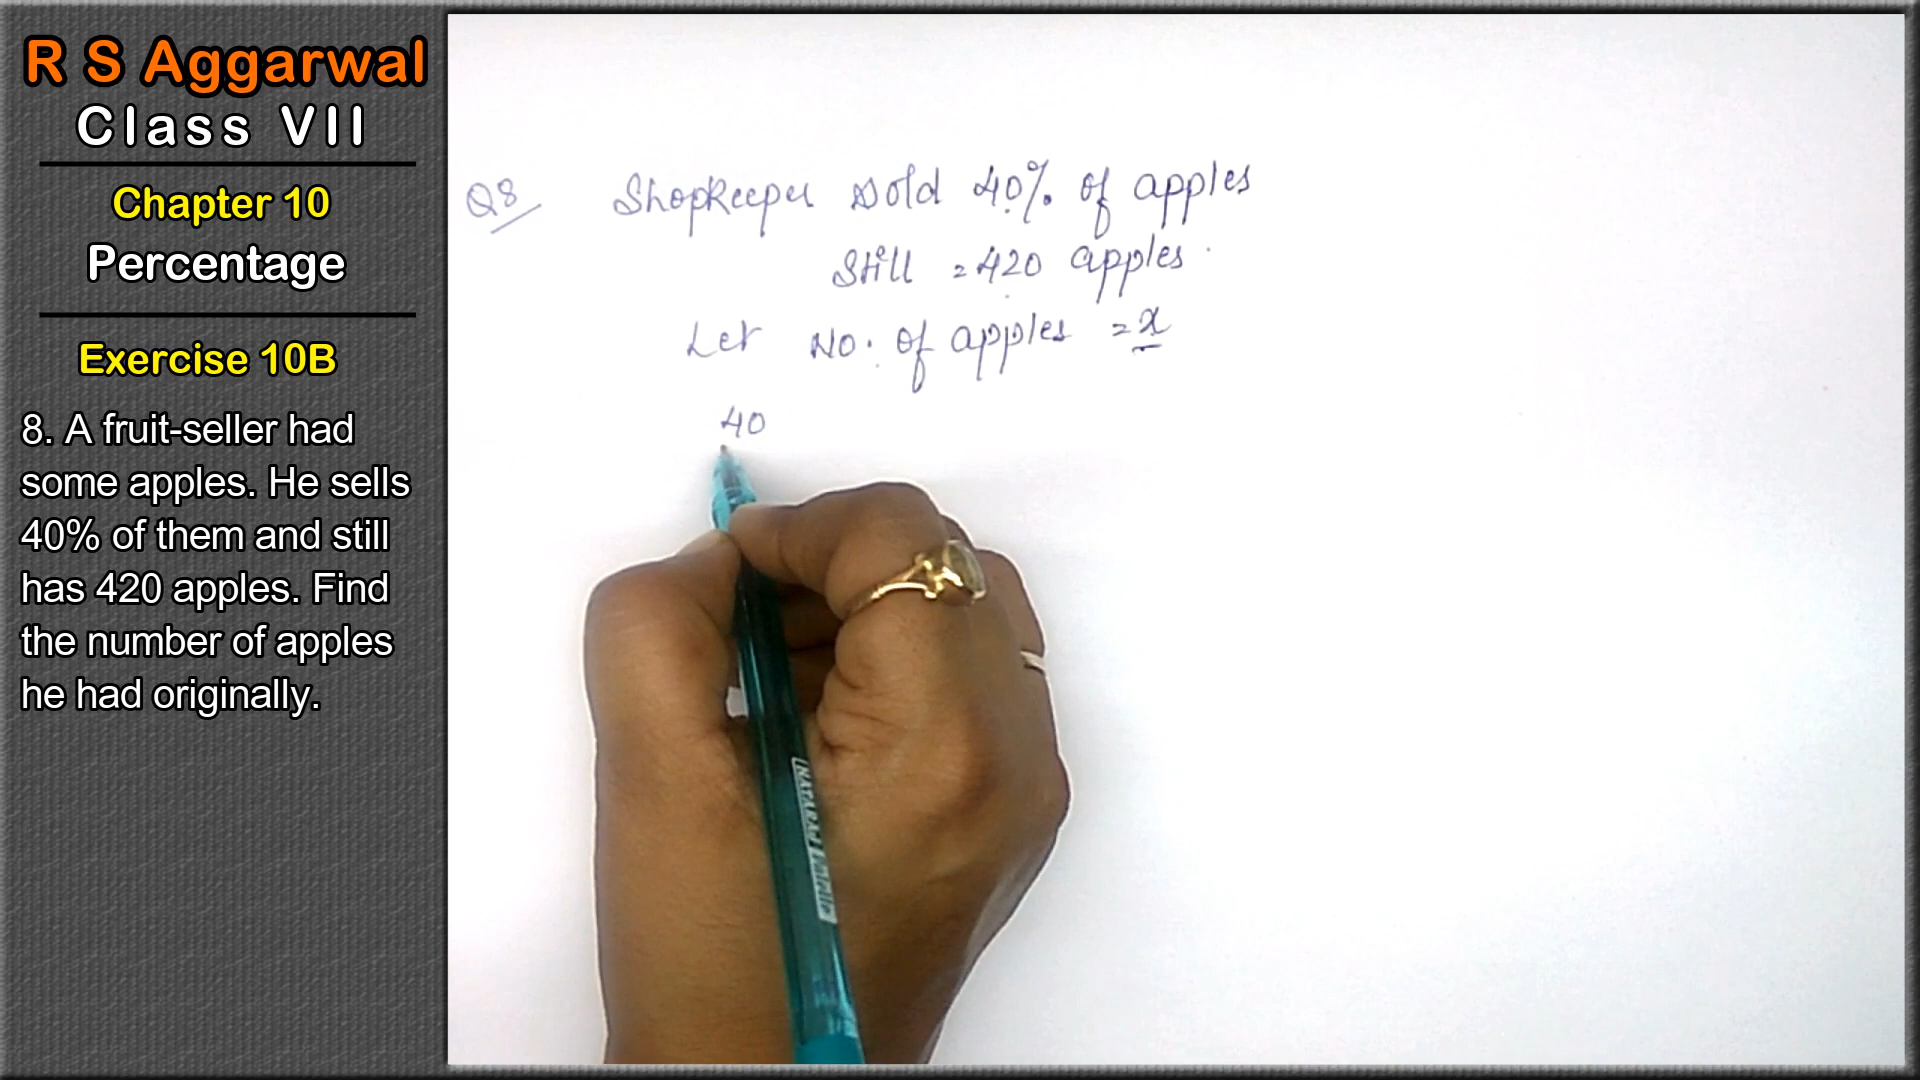 R S Aggarwal
Class VII
Chapter 10
Percentage
Exercise 10B
8. A fruit-seller had
some apples. He sells
40% of them and still
has 420 apples. Find
the number of apples
he had originally.
Q8 Shopkeeper sold 40% of apples
Still = 420 apples.
Let No. of apples = x
40
NATARAJ